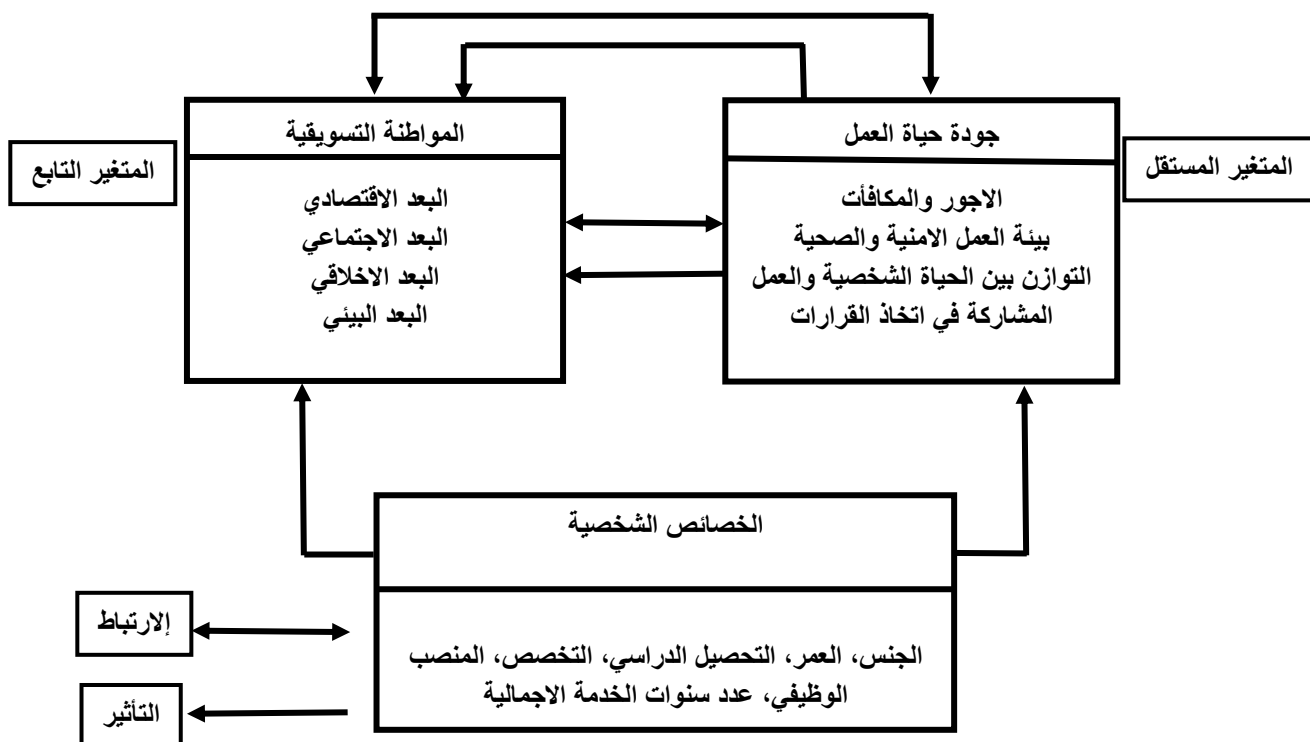 جودة حياة العمل
المواطنة التسويقية
المتغير المستقل
المتغير التابع
الاجور والمكافأت
بيئة العمل الامنية والصحية
التوازن بين الحياة الشخصية والعمل
المشاركة في اتخاذ القرارات
البعد الاقتصادي
البعد الاجتماعي
البعد الاخلاقي
البعد البيئي
الخصائص الشخصية
الجنس، العمر، التحصيل الدراسي، التخصص، المنصب
الوظيفي، عدد سنوات الخدمة الاجمالية
إلارتباط
التأثير